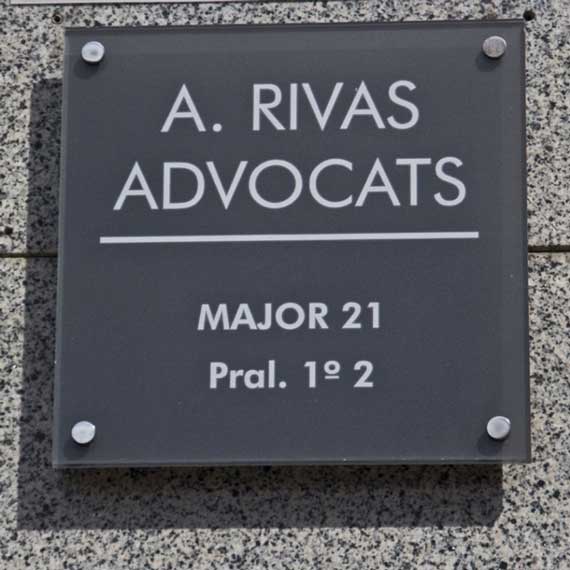 A. RIVAS
ADVOCATS
MAJOR 21
Pral. 1º 2